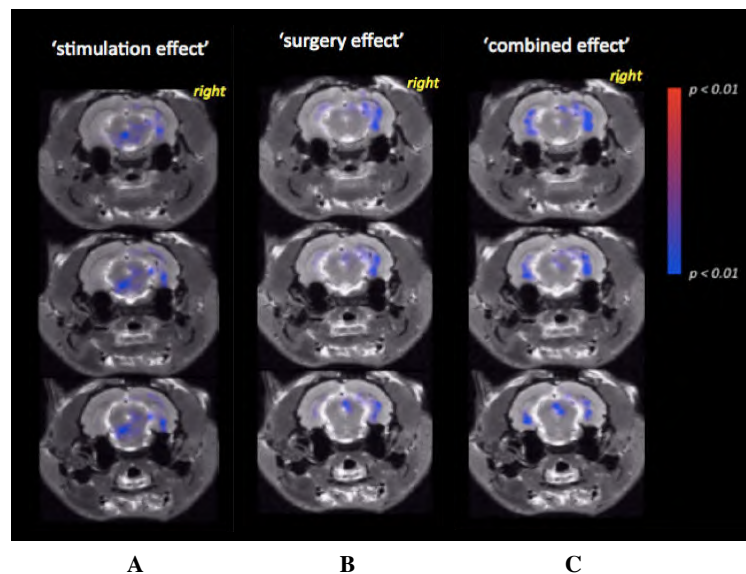 ‘stimulation effect’
‘surgery effect’
‘combined effect’
right
right
right
p < 0.01
p < 0.01
A
B
C